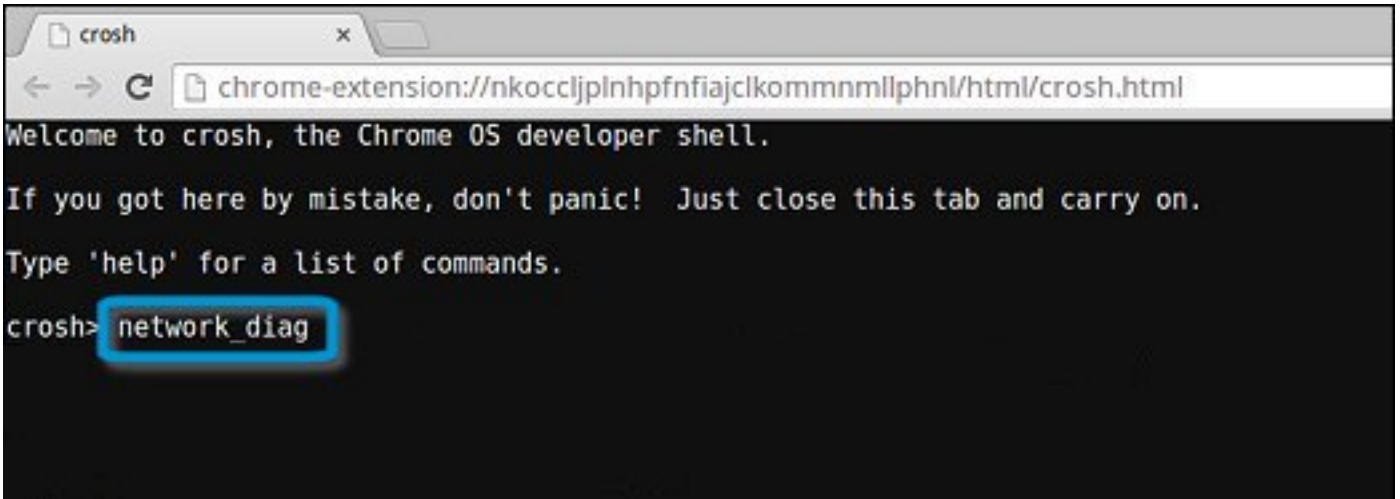 crosh
chrome-extension://nkoccljplnhpfnfiajclkommnmllphnl/html/crosh.html
Welcome to crosh, the Chrome OS developer shell.
If you got here by mistake, don't panic!  Just close this tab and carry on.
Type 'help' for a list of commands.
crosh> network_diag